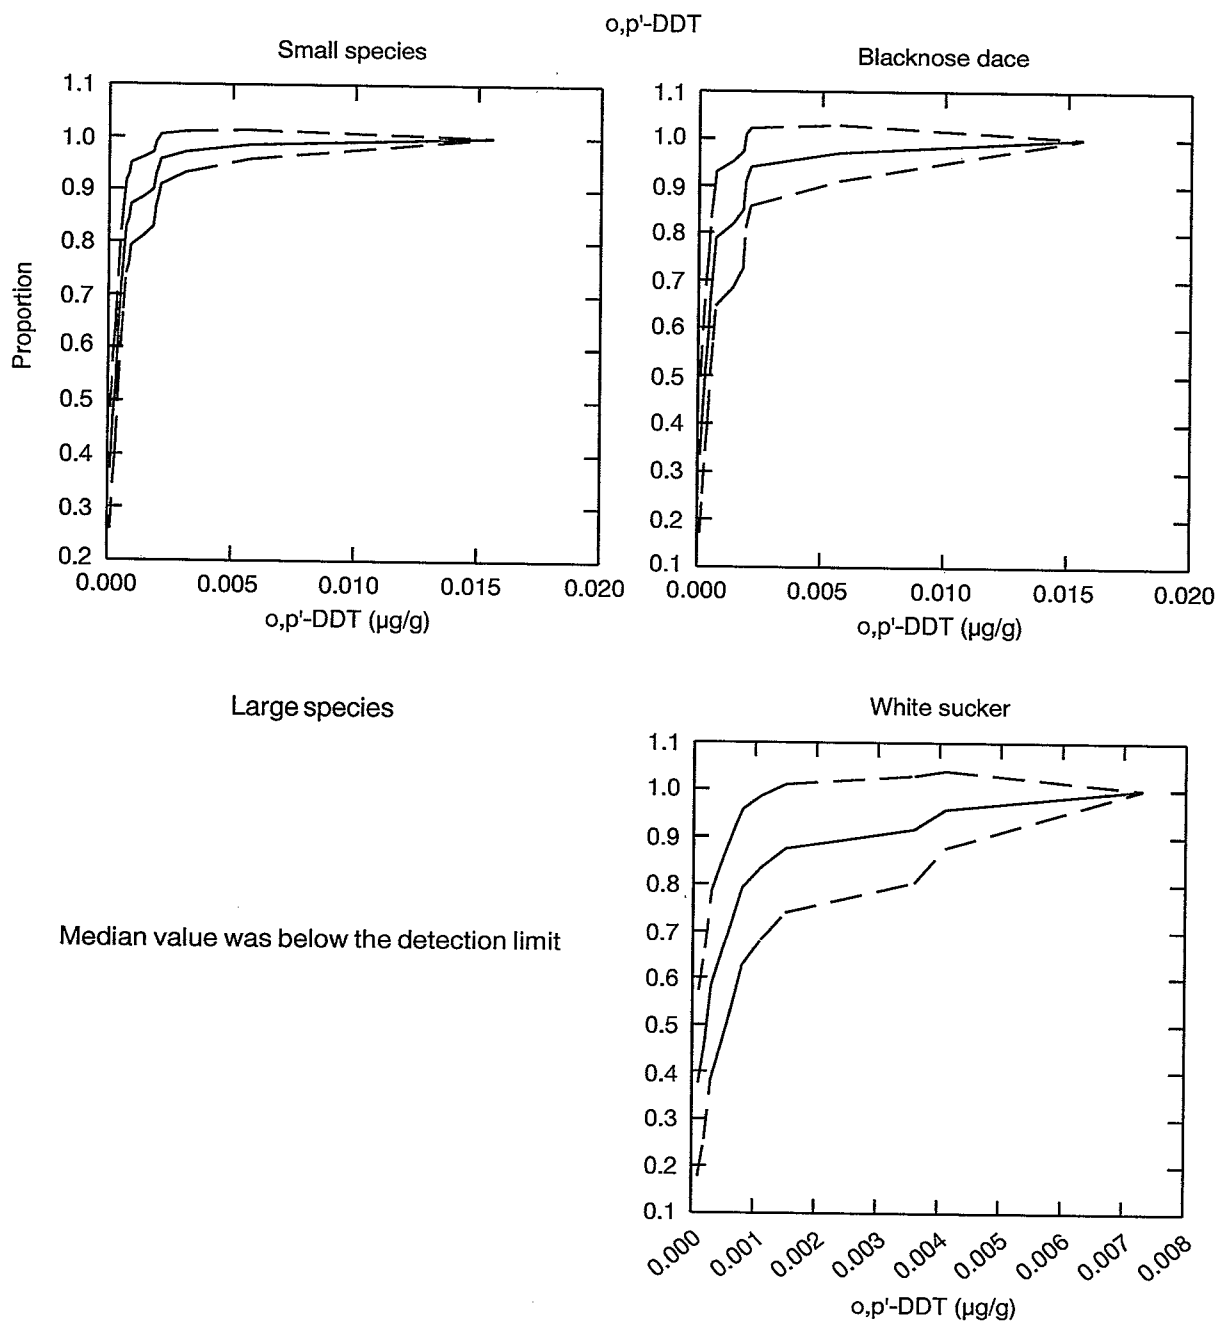 o,p'-DDT
Small species
Blacknose dace
1.1
1.0
0.9
0.8
0.7
0.6
0.5
0.4
0.3
0.2
Proportion
0.000 0.005 0.010 0.015 0.020
o,p'-DDT (µg/g)
1.1
1.0
0.9
0.8
0.7
0.6
0.5
0.4
0.3
0.2
0.1
0.000 0.005 0.010 0.015 0.020
o,p'-DDT (µg/g)
Large species
Median value was below the detection limit
White sucker
1.1
1.0
0.9
0.8
0.7
0.6
0.5
0.4
0.3
0.2
0.1
0.000 0.001 0.002 0.003 0.004 0.005 0.006 0.007 0.008
o,p'-DDT (µg/g)